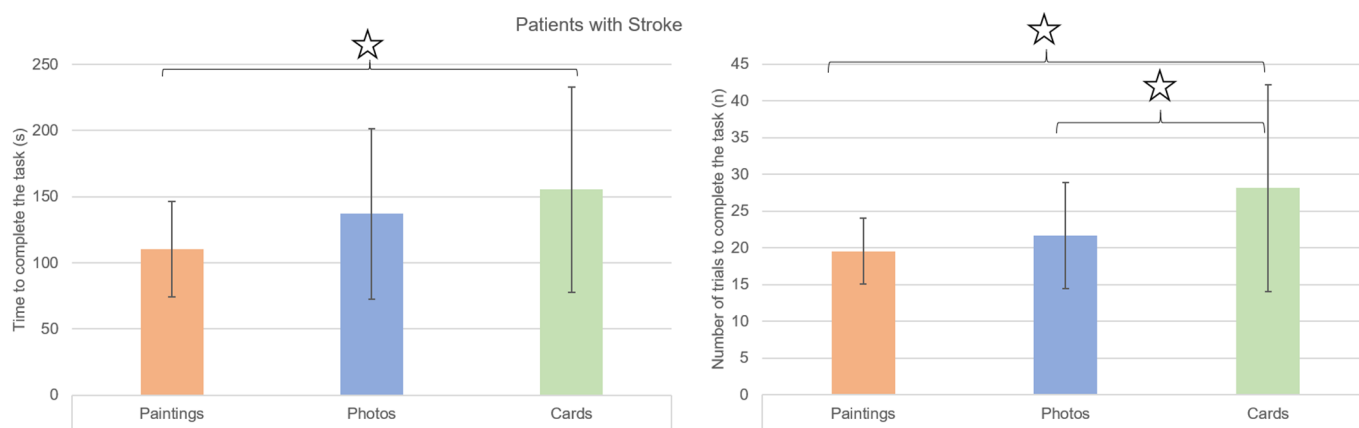 Patients with Stroke
Time to complete the task (s)
250
200
150
100
50
0
Paintings
Photos
Cards
Number of trials to complete the task (n)
45
40
35
30
25
20
15
10
5
0
Paintings
Photos
Cards